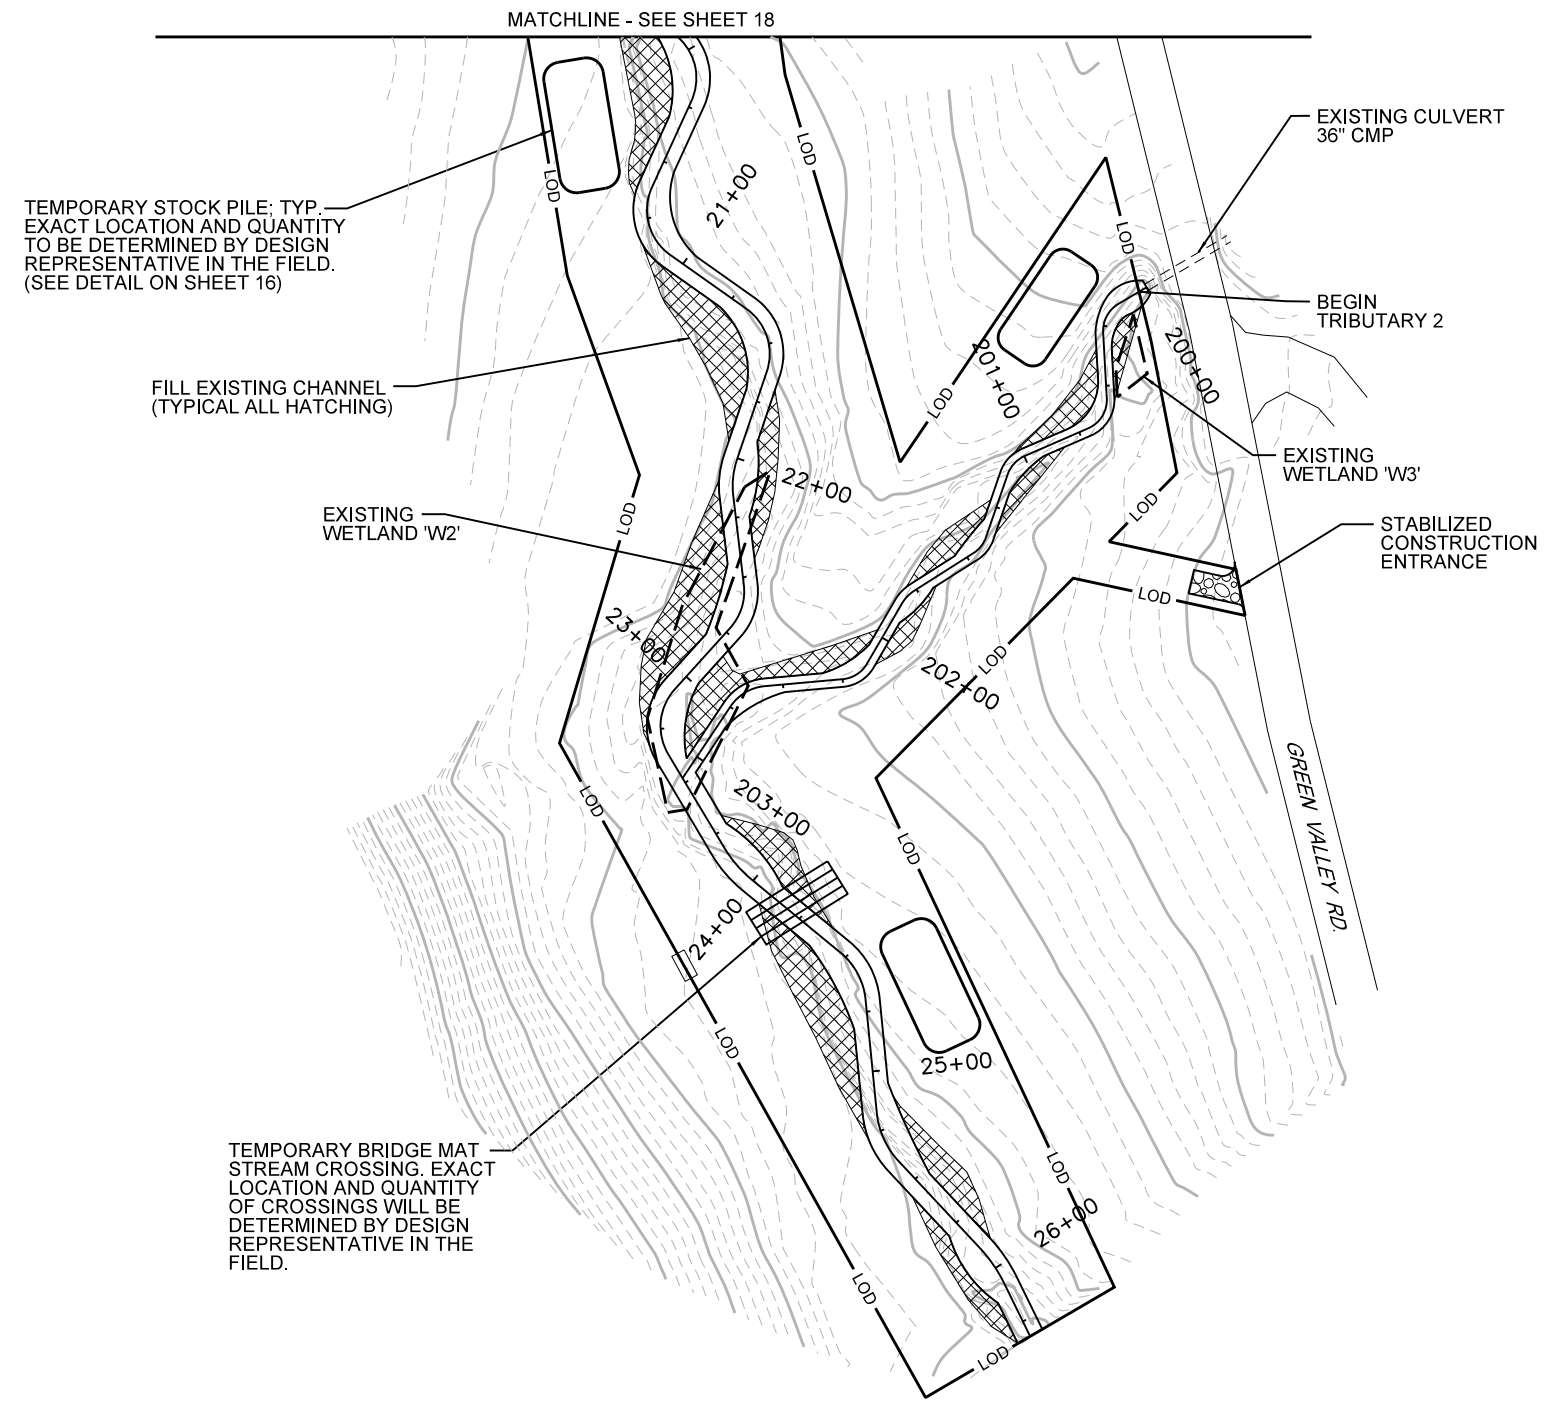 MATCHLINE - SEE SHEET 18
EXISTING CULVERT
36" CMP
LOD
LOD
LOD
TEMPORARY STOCK PILE; TYP.
EXACT LOCATION AND QUANTITY
TO BE DETERMINED BY DESIGN
REPRESENTATIVE IN THE FIELD.
(SEE DETAIL ON SHEET 16)
21+00
BEGIN
TRIBUTARY 2
201+00
200+00
FILL EXISTING CHANNEL
(TYPICAL ALL HATCHING)
LOD
EXISTING
WETLAND 'W3'
22+00
LOD
EXISTING
WETLAND 'W2'
LOD
STABILIZED
CONSTRUCTION
ENTRANCE
LOD
23+00
LOD
202+00
GREEN VALLEY RD.
LOD
203+00
LOD
24+00
LOD
25+00
TEMPORARY BRIDGE MAT
STREAM CROSSING. EXACT
LOCATION AND QUANTITY
OF CROSSINGS WILL BE
DETERMINED BY DESIGN
REPRESENTATIVE IN THE
FIELD.
LOD
26+00
LOD
LOD